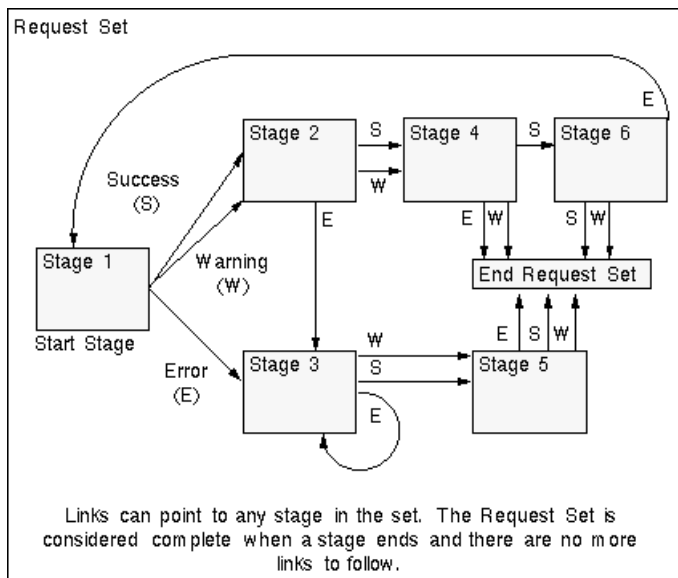 Request Set
E
Stage 2
S
Stage 4
S
Stage 6
Success
(S)
W
E
E
W
S
W
Stage 1
Warning
(W)
End Request Set
Start Stage
E
S
W
Error
(E)
Stage 3
W
S
Stage 5
E
Links can point to any stage in the set. The Request Set is
considered complete when a stage ends and there are no more
links to follow.